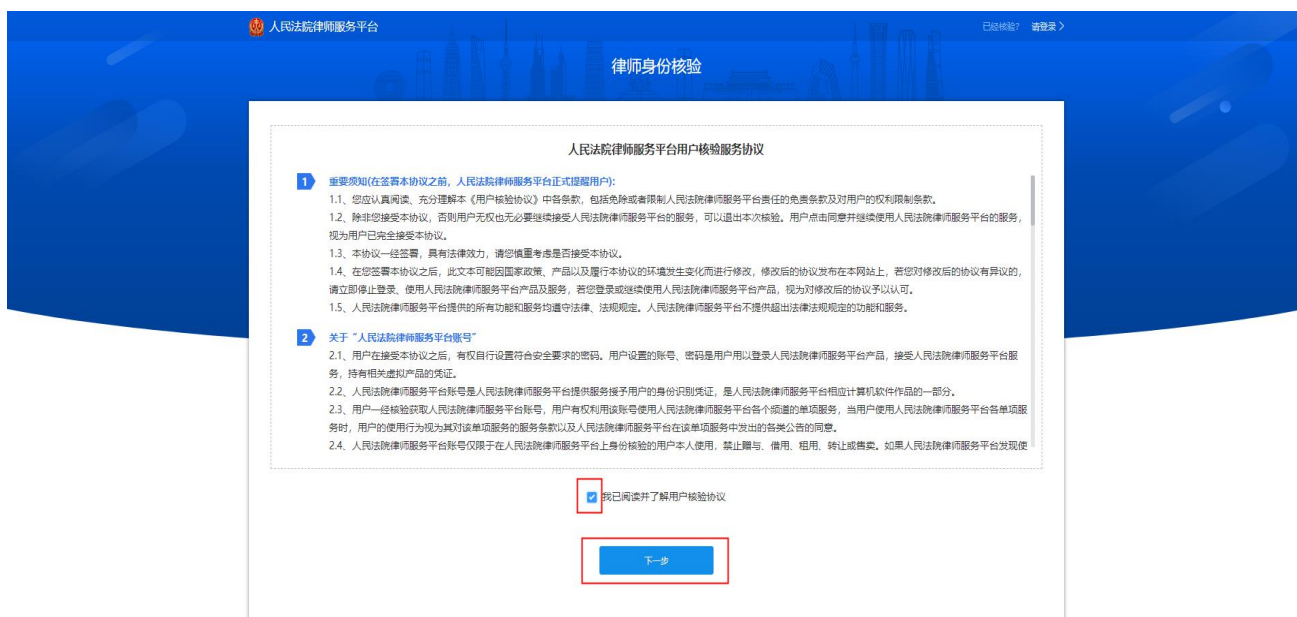 人民法院律师服务平台
已经核验? 请登录
律师身份核验
人民法院律师服务平台用户核验服务协议
1 重要须知(在签署本协议之前，人民法院律师服务平台正式提醒用户):
1.1、您应认真阅读、充分理解本《用户核验协议》中各条款，包括免除或者限制人民法院律师服务平台责任的免责条款及对用户的权利限制条款。
1.2、除非您接受本协议，否则用户无权也无必要继续接受人民法院律师服务平台的服务，可以退出本次核验。用户点击同意并继续使用人民法院律师服务平台的服务，
视为用户已完全接受本协议。
1.3、本协议一经签署，具有法律效力，请您慎重考虑是否接受本协议。
1.4、在您签署本协议之后，此文本可能因国家政策、产品以及履行本协议的环境发生变化而进行修改，修改后的协议发布在本网站上，若您对修改后的协议有异议的，
请立即停止登录、使用人民法院律师服务平台产品及服务，若您登录或继续使用人民法院律师服务平台产品，视为对修改后的协议予以认可。
1.5、人民法院律师服务平台提供的所有功能和服务均遵守法律、法规规定。人民法院律师服务平台不提供超出法律法规规定的功能和服务。
2 关于“人民法院律师服务平台账号”
2.1、用户在接受本协议之后，有权自行设置符合安全要求的密码。用户设置的账号、密码是用户用以登录人民法院律师服务平台产品，接受人民法院律师服务平台服
务，持有相关虚拟产品的凭证。
2.2、人民法院律师服务平台账号是人民法院律师服务平台提供服务授予用户的身份识别凭证，是人民法院律师服务平台相应计算机软件作品的一部分。
2.3、用户一经核验获取人民法院律师服务平台账号，用户有权利用该账号使用人民法院律师服务平台各个频道的单项服务，当用户使用人民法院律师服务平台各单项服
务时，用户的使用行为视为其对该单项服务的服务条款以及人民法院律师服务平台在该单项服务中发出的各类公告的同意。
2.4、人民法院律师服务平台账号仅限于在人民法院律师服务平台上身份核验的用户本人使用，禁止赠与、借用、租用、转让或售卖。如果人民法院律师服务平台发现使
我已阅读并了解用户核验协议
下一步